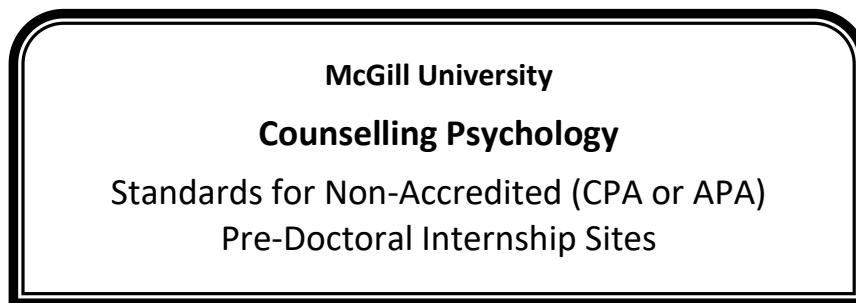 McGill University
Counselling Psychology
Standards for Non-Accredited (CPA or APA)
Pre-Doctoral Internship Sites